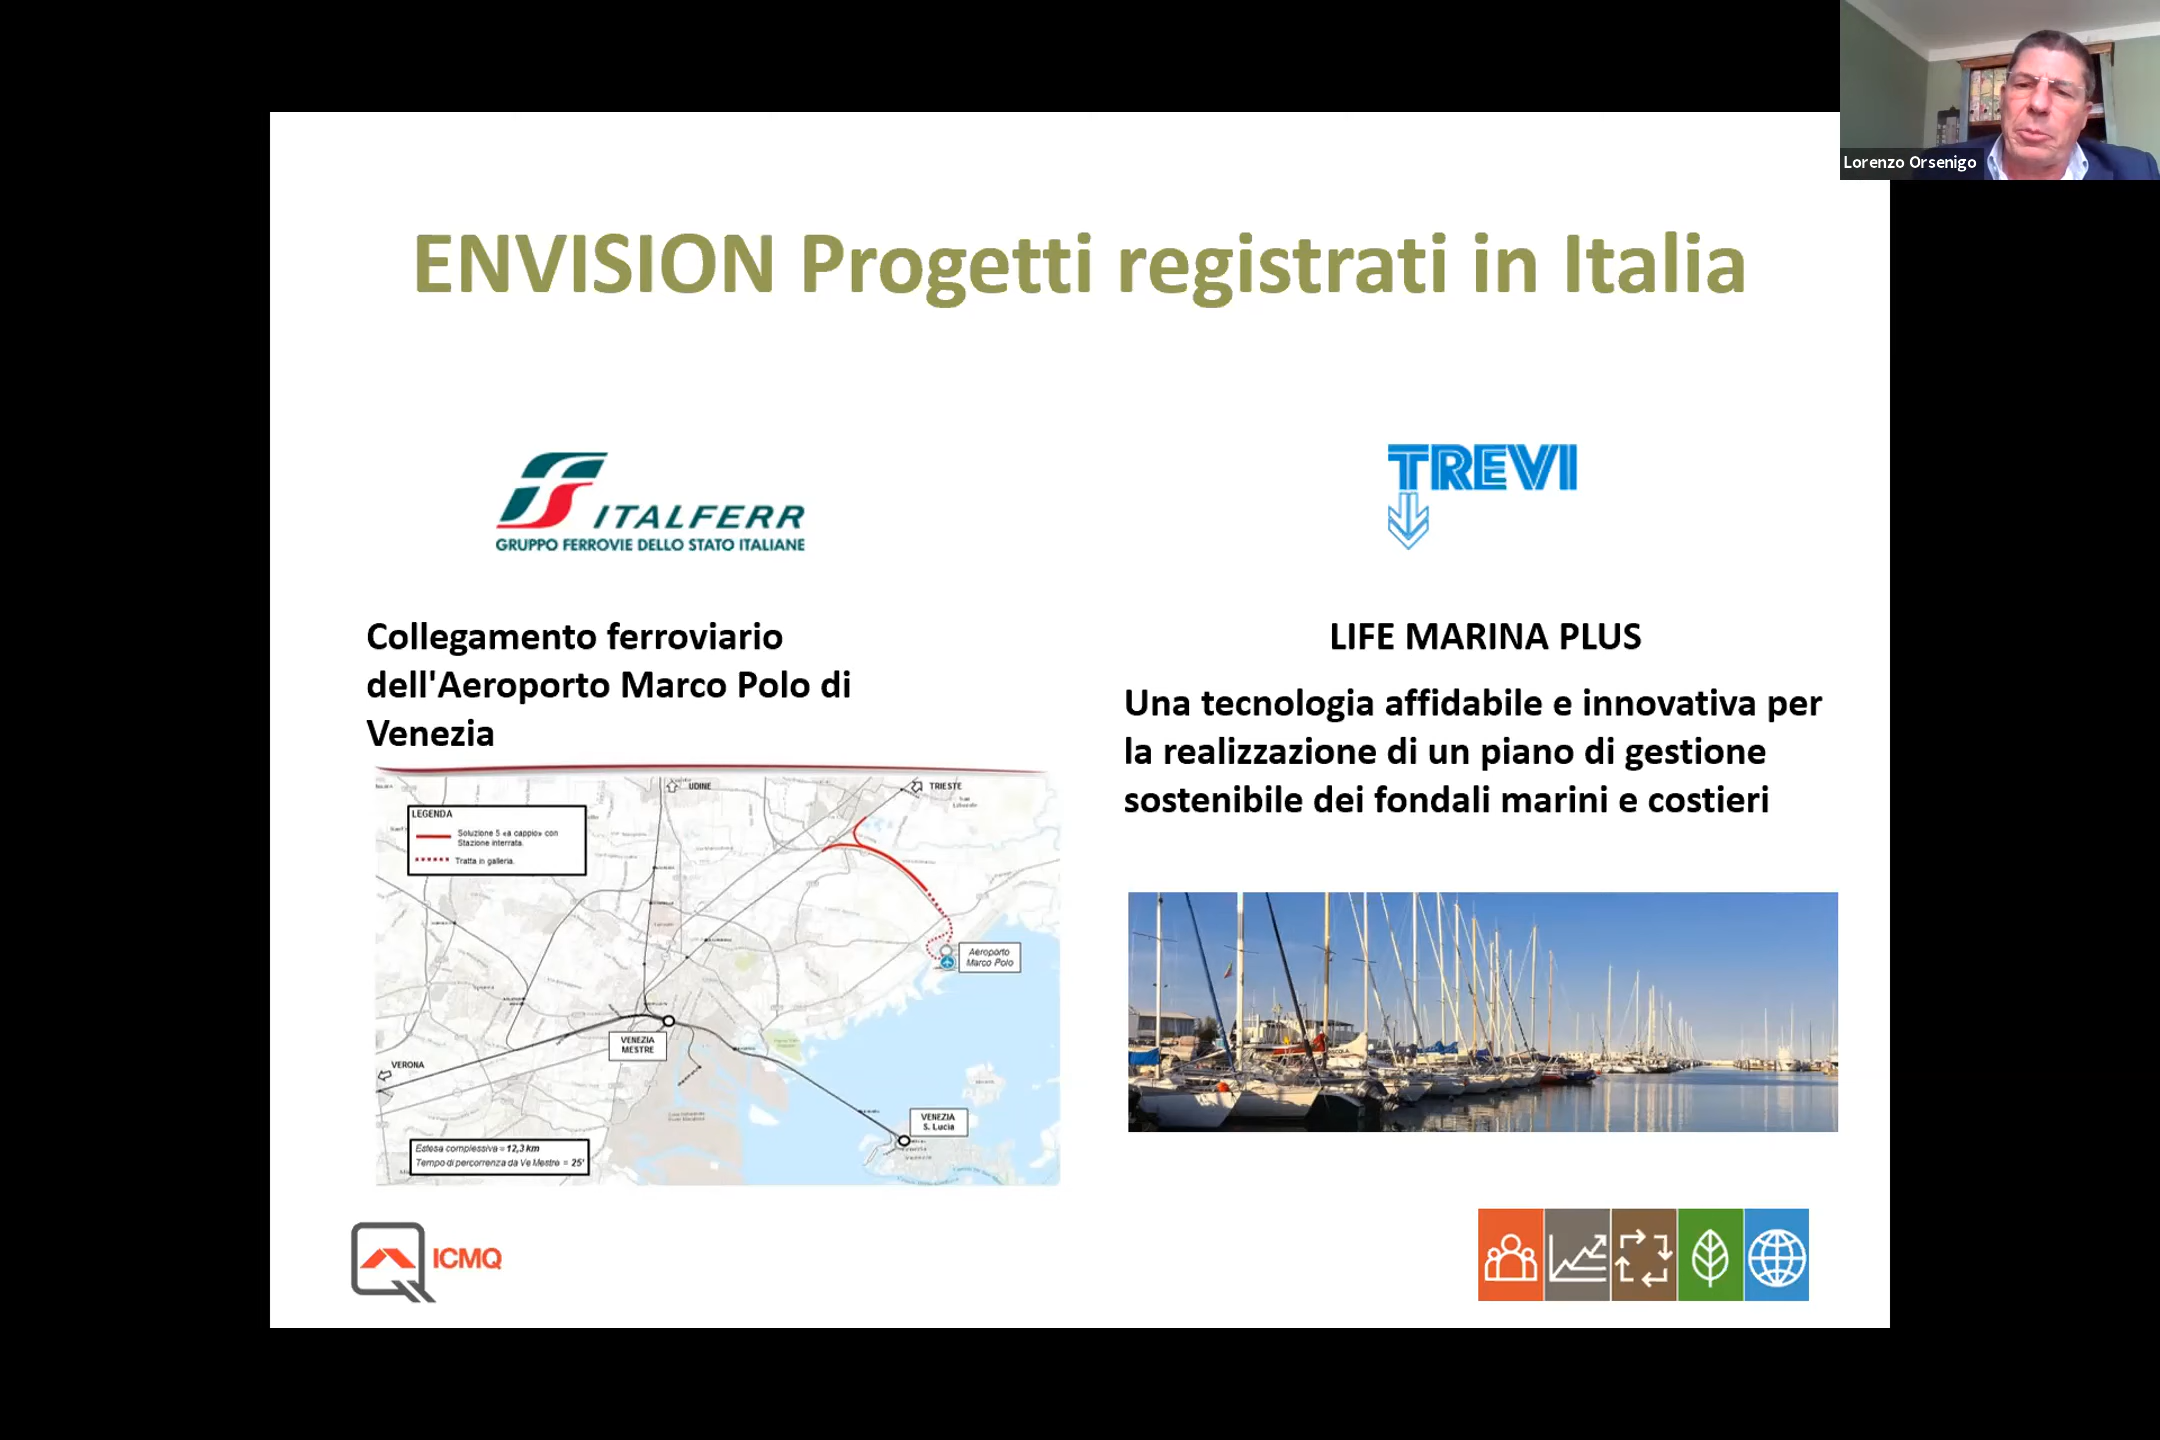 Lorenzo Orsenigo
ENVISION Progetti registrati in Italia
ITALFERR
GRUPPO FERROVIE DELLO STATO ITALIANE
Collegamento ferroviario
dell'Aeroporto Marco Polo di
Venezia
UDINE
TRIESTE
LEGENDA
Soluzione 5 «a cappio» con
Stazione interrata.
Tratta in galleria.
Aeroporto
Marco Polo
VENEZIA
MESTRE
VERONA
VENEZIA
S. Lucia
Estesa complessiva = 12,3 km
Tempo di percorrenza da Ve Mestre = 25'
TREVI
LIFE MARINA PLUS
Una tecnologia affidabile e innovativa per
la realizzazione di un piano di gestione
sostenibile dei fondali marini e costieri
ICMQ